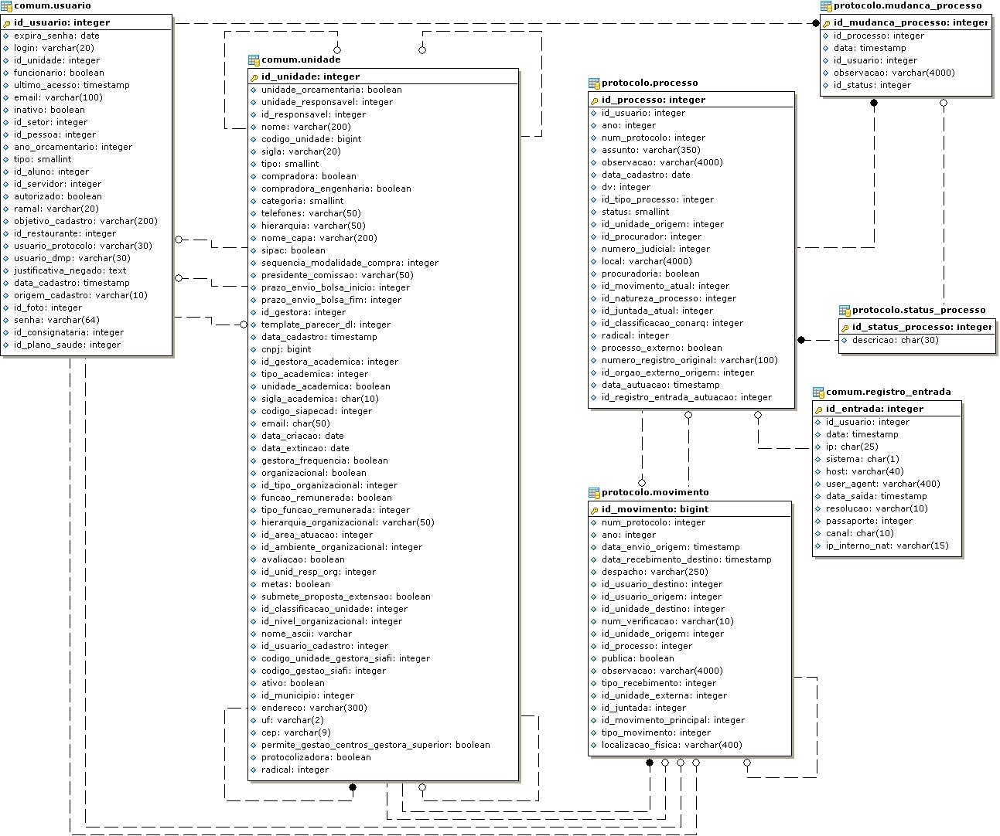 comum.usuario
id_usuario: integer
expira_senha: date
login: varchar(20)
id_unidade: integer
funcionario: boolean
ultimo_acesso: timestamp
email: varchar(100)
inativo: boolean
id_setor: integer
id_pessoa: integer
ano_orcamentario: integer
tipo: smallint
id_aluno: integer
id_servidor: integer
autorizado: boolean
ramal: varchar(20)
objetivo_cadastro: varchar(200)
id_restaurante: integer
usuario_protocolo: varchar(30)
usuario_dmp: varchar(30)
justificativa_negado: text
data_cadastro: timestamp
origem_cadastro: varchar(10)
id_foto: integer
senha: varchar(64)
id_consignataria: integer
id_plano_saude: integer
comum.unidade
id_unidade: integer
unidade_orcamentaria: boolean
unidade_responsavel: integer
id_responsavel: integer
nome: varchar(200)
codigo_unidade: bigint
sigla: varchar(20)
tipo: smallint
compradora: boolean
compradora_engenharia: boolean
categoria: smallint
telefones: varchar(50)
hierarquia: varchar(50)
nome_capa: varchar(200)
sipac: boolean
sequencia_modalidade_compra: integer
presidente_comissao: varchar(50)
prazo_envio_bolsa_inicio: integer
prazo_envio_bolsa_fim: integer
id_gestora: integer
template_parecer_dl: integer
data_cadastro: timestamp
cnpj: bigint
id_gestora_academica: integer
tipo_academica: integer
unidade_academica: boolean
sigla_academica: char(10)
codigo_siapecad: integer
email: char(50)
data_criacao: date
data_extincao: date
gestora_frequencia: boolean
organizacional: boolean
id_tipo_organizacional: integer
funcao_remunerada: boolean
tipo_funcao_remunerada: integer
hierarquia_organizacional: varchar(50)
id_area_atuacao: integer
id_ambiente_organizacional: integer
avaliacao: boolean
id_unid_resp_org: integer
metas: boolean
submete_proposta_extensao: boolean
id_classificacao_unidade: integer
id_nivel_organizacional: integer
nome_ascii: varchar
id_usuario_cadastro: integer
codigo_unidade_gestora_siafi: integer
codigo_gestao_siafi: integer
ativo: boolean
id_municipio: integer
endereco: varchar(300)
uf: varchar(2)
cep: varchar(9)
permite_gestao_centros_gestora_superior: boolean
protocolizadora: boolean
radical: integer
protocolo.processo
id_processo: integer
id_usuario: integer
ano: integer
num_protocolo: integer
assunto: varchar(350)
observacao: varchar(4000)
data_cadastro: date
dv: integer
id_tipo_processo: integer
status: smallint
id_unidade_origem: integer
id_procurador: integer
numero_judicial: integer
local: varchar(4000)
procuradoria: boolean
id_movimento_atual: integer
id_natureza_processo: integer
id_juntada_atual: integer
id_classificacao_conarq: integer
radical: integer
processo_externo: boolean
numero_registro_original: varchar(100)
id_orgao_externo_origem: integer
data_autuacao: timestamp
id_registro_entrada_autuacao: integer
protocolo.movimento
id_movimento: bigint
num_protocolo: integer
ano: integer
data_envio_origem: timestamp
data_recebimento_destino: timestamp
despacho: varchar(250)
id_usuario_destino: integer
id_usuario_origem: integer
id_unidade_destino: integer
num_verificacao: varchar(10)
id_unidade_origem: integer
id_processo: integer
publica: boolean
observacao: varchar(4000)
tipo_recebimento: integer
id_unidade_externa: integer
id_juntada: integer
id_movimento_principal: integer
tipo_movimento: integer
localizacao_fisica: varchar(400)
protocolo.mudanca_processo
id_mudanca_processo: integer
id_processo: integer
data: timestamp
id_usuario: integer
observacao: varchar(4000)
id_status: integer
protocolo.status_processo
id_status_processo: integer
descricao: char(30)
comum.registro_entrada
id_entrada: integer
id_usuario: integer
data: timestamp
ip: char(25)
sistema: char(1)
host: varchar(40)
user_agent: varchar(400)
data_saida: timestamp
resolucao: varchar(10)
passaporte: integer
canal: char(10)
ip_interno_nat: varchar(15)